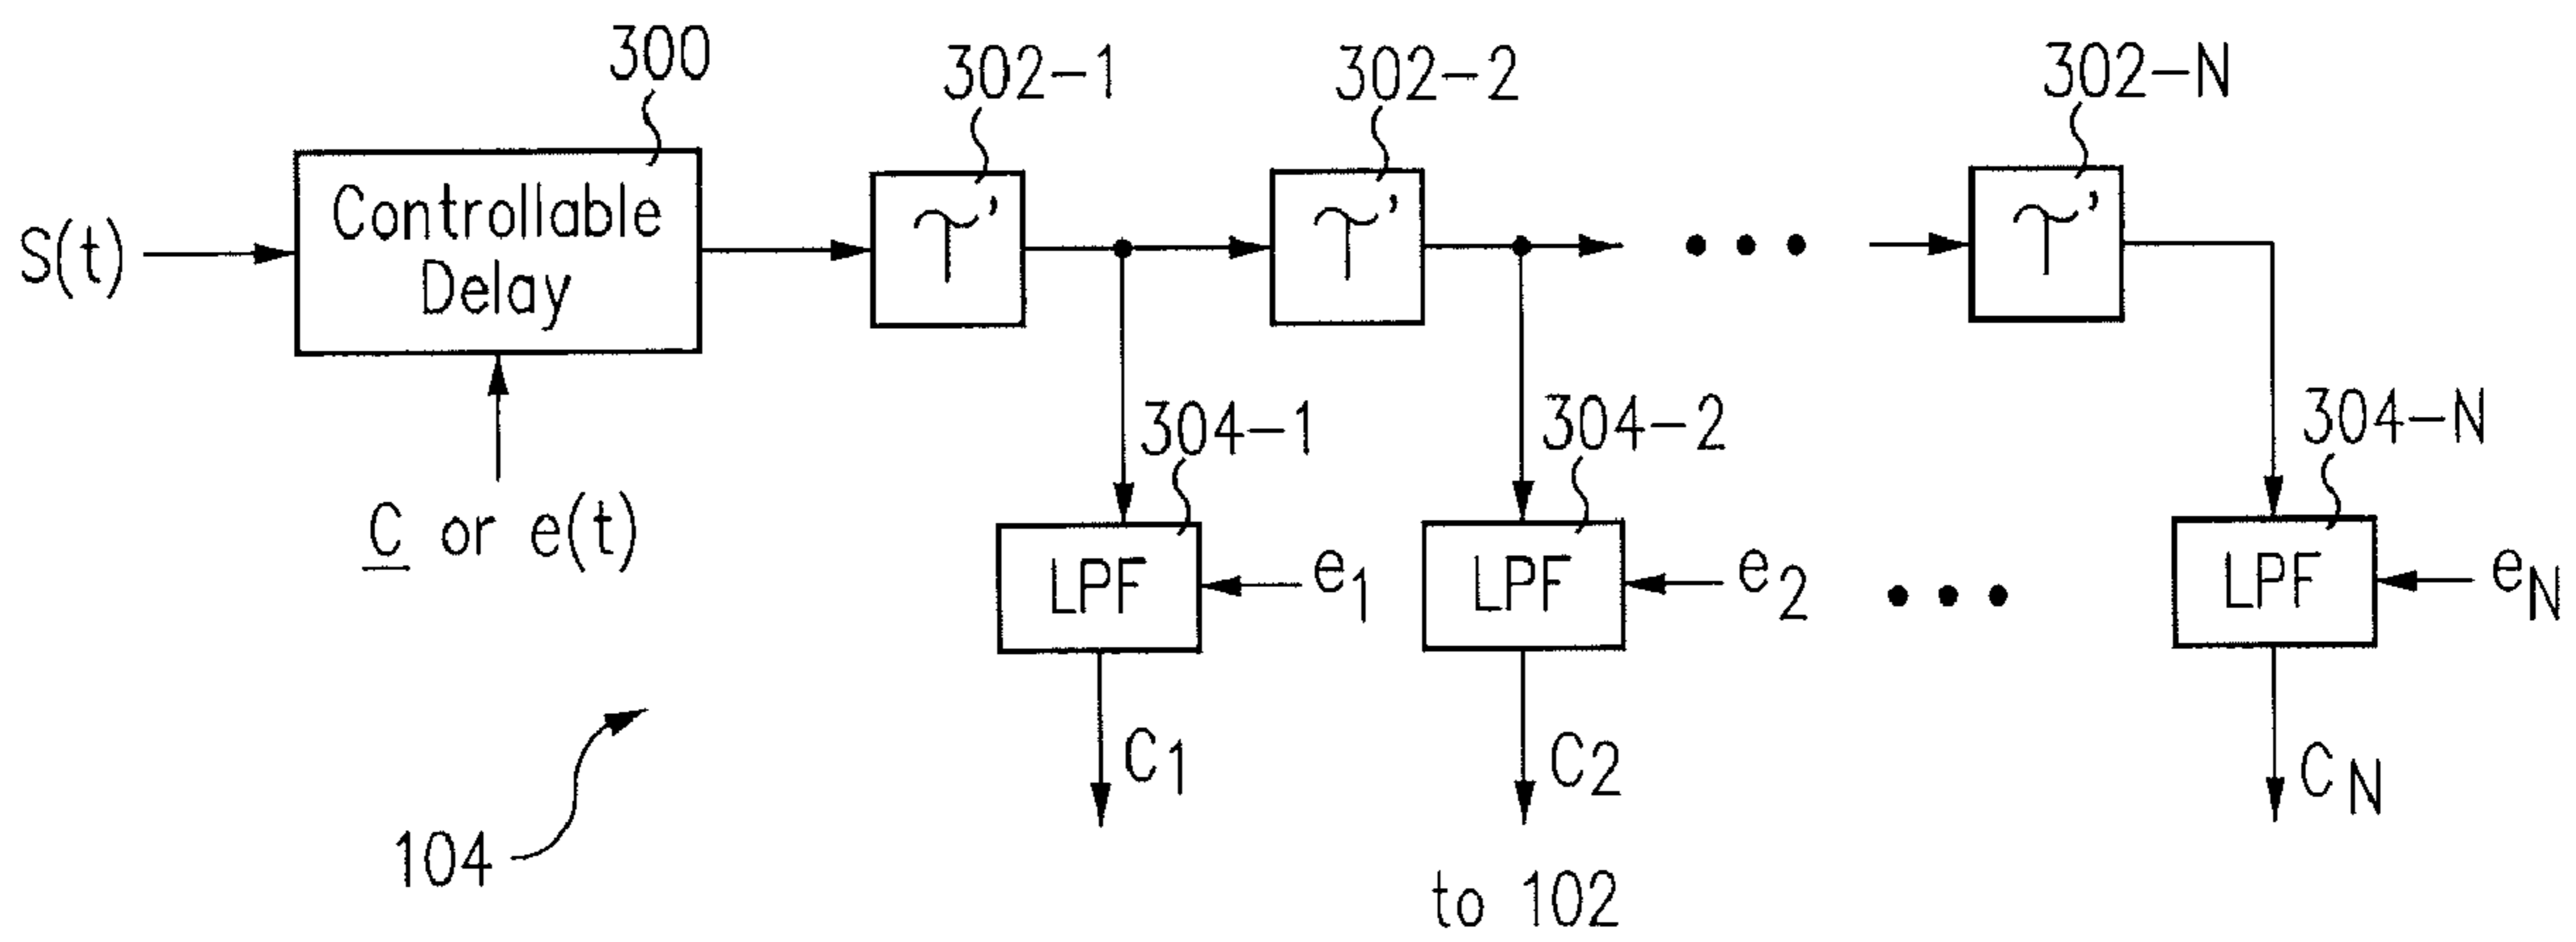 300
302-1
302-2
302-N
S(t)
Controllable
Delay
τ'
τ'
τ'
C or e(t)
304-1
304-2
304-N
LPF
e1
LPF
e2
LPF
eN
C1
C2
CN
104
to 102